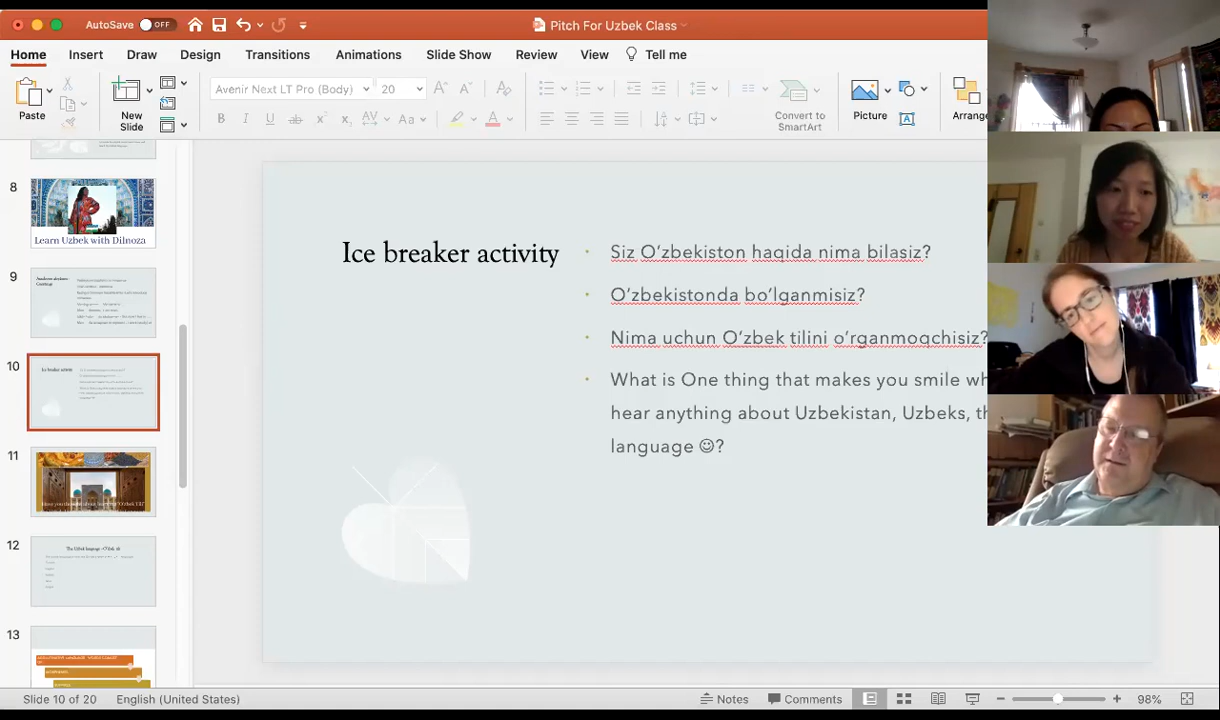 AutoSave
OFF
Pitch For Uzbek Class
Home
Insert
Draw
Design
Transitions
Animations
Slide Show
Review
View
Tell me
Paste
New
Slide
Avenir Next LT Pro (Body)
20
Convert to
SmartArt
Picture
Arrange
8
Learn Uzbek with Dilnoza
9
10
Ice breaker activity
11
12
13
Ice breaker activity
Siz O'zbekiston haqida nima bilasiz?
O'zbekistonda bo'lganmisiz?
Nima uchun O'zbek tilini o'rganmoqchisiz?
What is One thing that makes you smile wh
hear anything about Uzbekistan, Uzbeks, th
language ☺?
Slide 10 of 20
English (United States)
Notes
Comments
98%